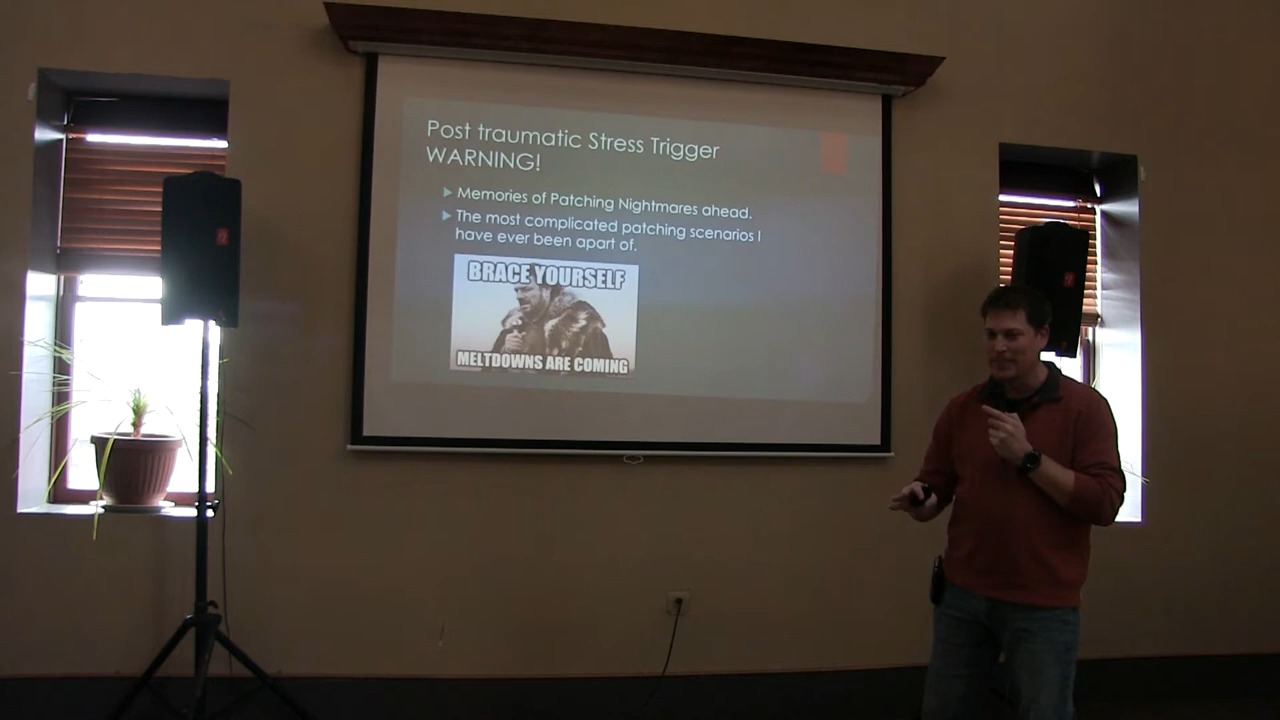 Post traumatic Stress Trigger
WARNING!
Memories of Patching Nightmares ahead.
The most complicated patching scenarios I
have ever been apart of.
BRACE YOURSELF
MELTDOWNS ARE COMING